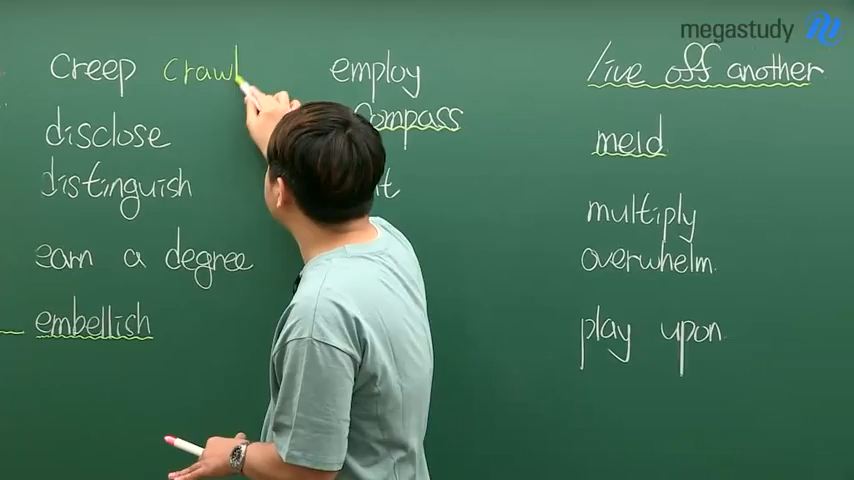 megastudy
creep crawl
disclose
distinguish
earn a degree
embellish
employ
compass
live off another
meld
multiply
overwhelm
play upon